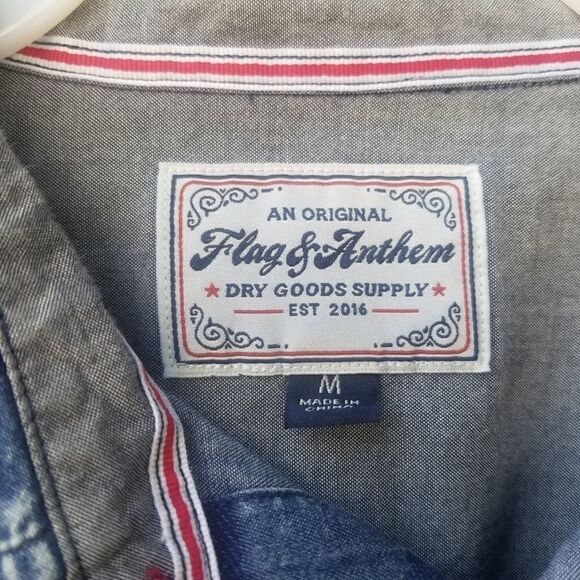 AN ORIGINAL
Flag & Anthem
★ DRY GOODS SUPPLY ★
EST 2016
M
MADE IN
CHINA